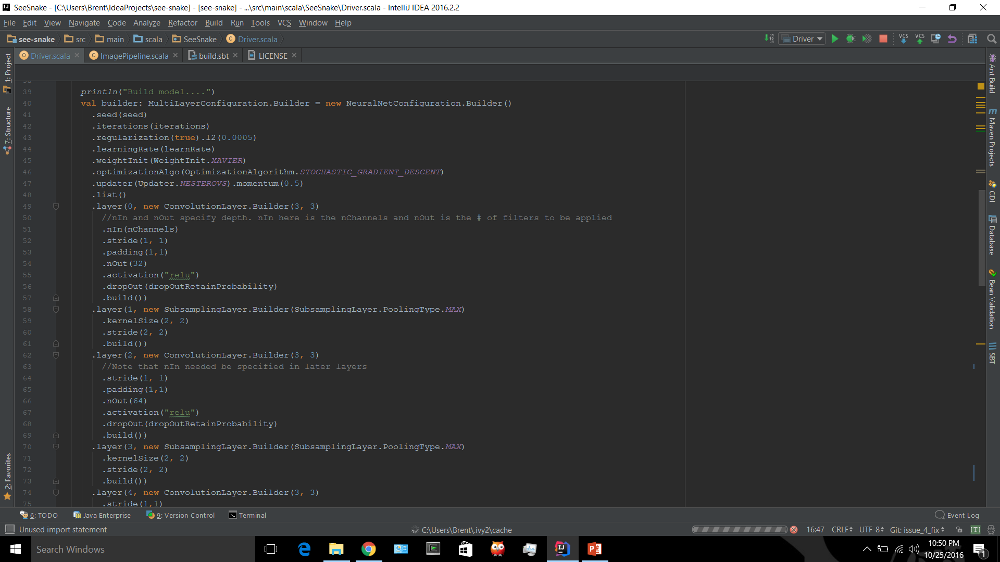 SeeSnake - [C:\Users\Brent\IdeaProjects\see-snake] - [see-snake] - ...\src\main\scala\SeeSnake\Driver.scala - IntelliJ IDEA 2016.2.2
File Edit View Navigate Code Analyze Refactor Build Run Tools VCS Window Help
see-snake src main scala SeeSnake Driver.scala Driver VCS VCS
Driver.scala ImagePipeline.scala build.sbt LICENSE
1: Project
7: Structure
2: Favorites
39 println("Build model....")
40 val builder: MultiLayerConfiguration.Builder = new NeuralNetConfiguration.Builder()
41 .seed(seed)
42 .iterations(iterations)
43 .regularization(true).l2(0.0005)
44 .learningRate(learnRate)
45 .weightInit(WeightInit.XAVIER)
46 .optimizationAlgo(OptimizationAlgorithm.STOCHASTIC_GRADIENT_DESCENT)
47 .updater(Updater.NESTEROVS).momentum(0.5)
48 .list()
49 .layer(0, new ConvolutionLayer.Builder(3, 3)
50 //nIn and nOut specify depth. nIn here is the nChannels and nOut is the # of filters to be applied
51 .nIn(nChannels)
52 .stride(1, 1)
53 .padding(1,1)
54 .nOut(32)
55 .activation("relu")
56 .dropOut(dropOutRetainProbability)
57 .build())
58 .layer(1, new SubsamplingLayer.Builder(SubsamplingLayer.PoolingType.MAX)
59 .kernelSize(2, 2)
60 .stride(2, 2)
61 .build())
62 .layer(2, new ConvolutionLayer.Builder(3, 3)
63 //Note that nIn needed be specified in later layers
64 .stride(1, 1)
65 .padding(1,1)
66 .nOut(64)
67 .activation("relu")
68 .dropOut(dropOutRetainProbability)
69 .build())
70 .layer(3, new SubsamplingLayer.Builder(SubsamplingLayer.PoolingType.MAX)
71 .kernelSize(2, 2)
72 .stride(2, 2)
73 .build())
74 .layer(4, new ConvolutionLayer.Builder(3, 3)
75 .stride(1,1)
Ant Build
Maven Projects
CDI
Database
Bean Validation
SBT
6: TODO Java Enterprise 9: Version Control Terminal Event Log
Unused import statement C:\Users\Brent\.ivy2\cache 16:47 CRLF UTF-8 Git: issue_4_fix [T]
Search Windows
10:50 PM
10/25/2016
1